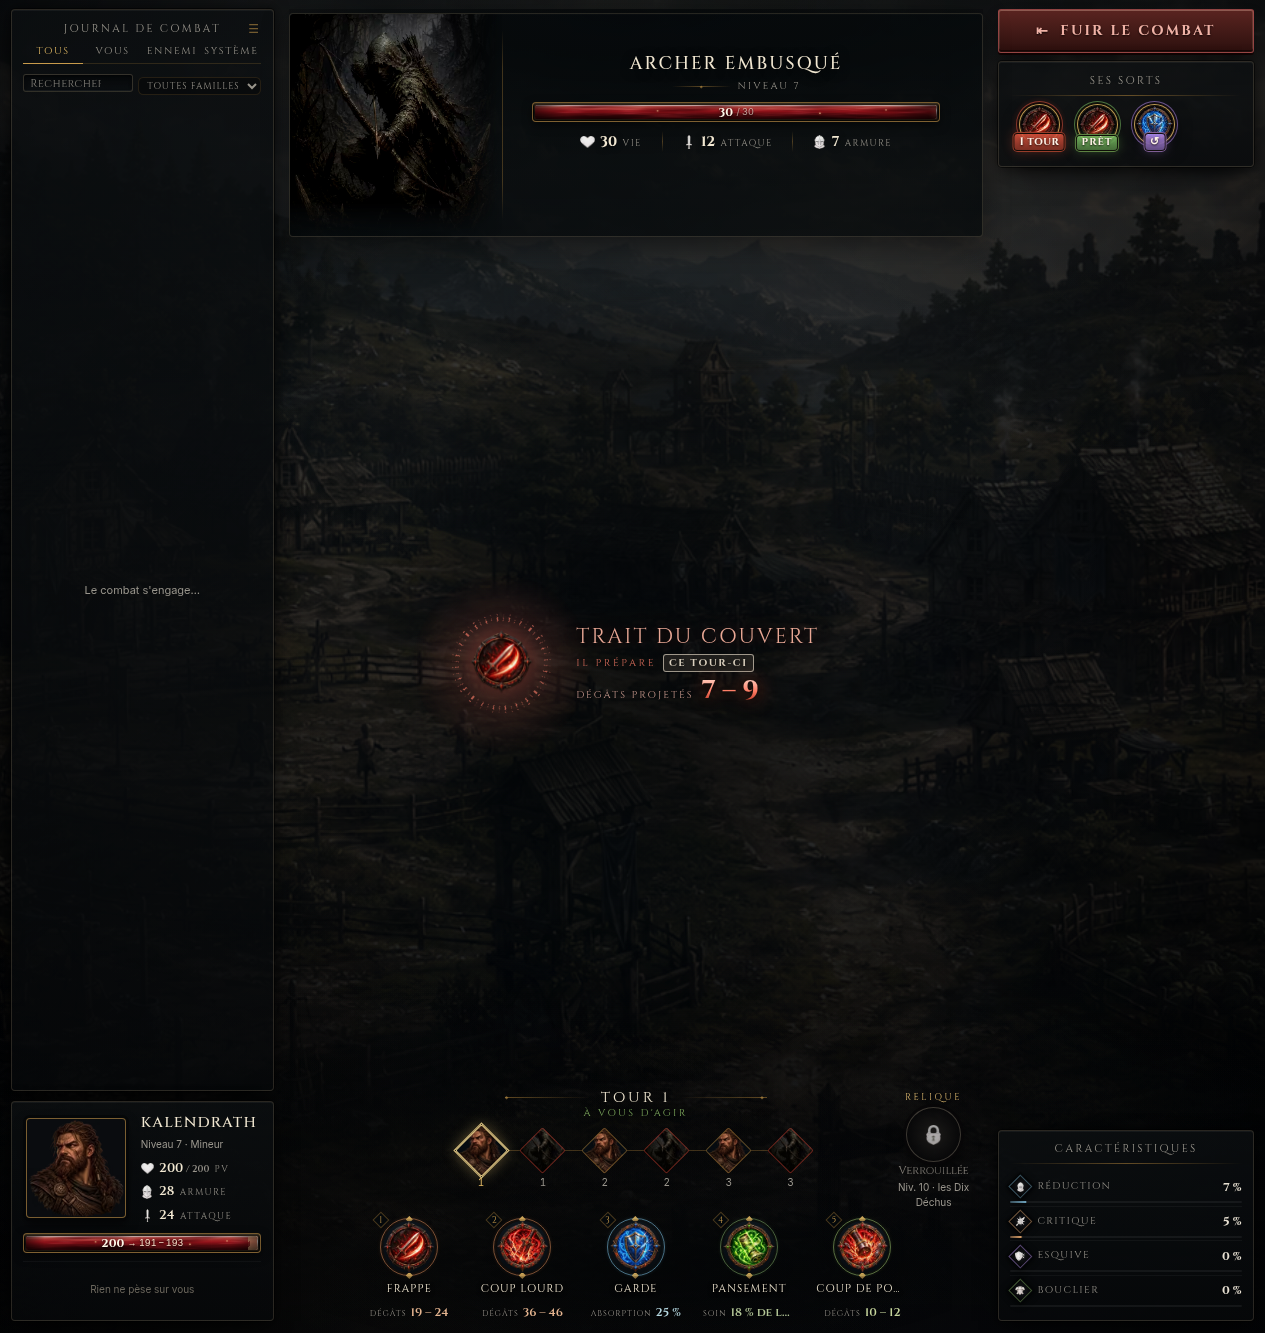 JOURNAL DE COMBAT
TOUS VOUS ENNEMI SYSTÈME
TOUTES FAMILLES
Le combat s'engage...
ARCHER EMBUSQUÉ
NIVEAU 7
30 / 30
30 VIE 12 ATTAQUE 7 ARMURE
FUIR LE COMBAT
SES SORTS
1 TOUR PRÊT
TRAIT DU COUVERT
IL PRÉPARE CE TOUR-CI
DÉGÂTS PROJETÉS 7 – 9
KALENDRATH
Niveau 7 · Mineur
200 / 200 PV
28 ARMURE
24 ATTAQUE
200 → 191 – 193
Rien ne pèse sur vous
TOUR 1
À VOUS D'AGIR
1 1 2 2 3 3
RELIQUE
VERROUILLÉE
Niv. 10 · les Dix
Déchus
1 2 3 4 5
FRAPPE COUP LOURD GARDE PANSEMENT COUP DE PO...
DÉGÂTS 19 – 24 DÉGÂTS 36 – 46 ABSORPTION 25 % SOIN 18 % DE L... DÉGÂTS 10 – 12
CARACTÉRISTIQUES
RÉDUCTION 7 %
CRITIQUE 5 %
ESQUIVE 0 %
BOUCLIER 0 %